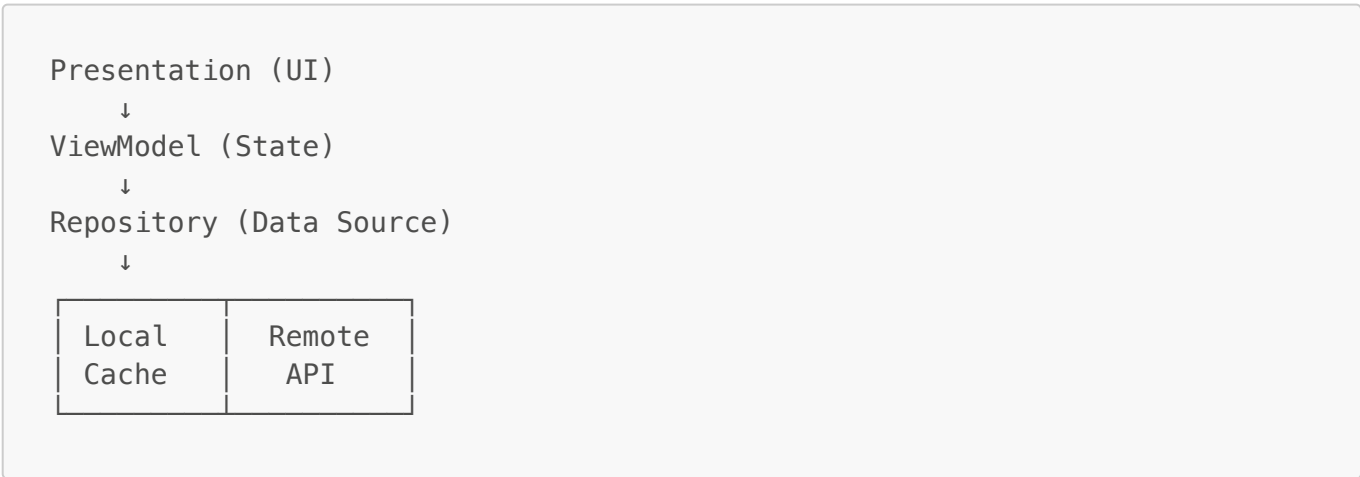 Presentation (UI)
↓
ViewModel (State)
↓
Repository (Data Source)
↓
Local Remote
Cache API